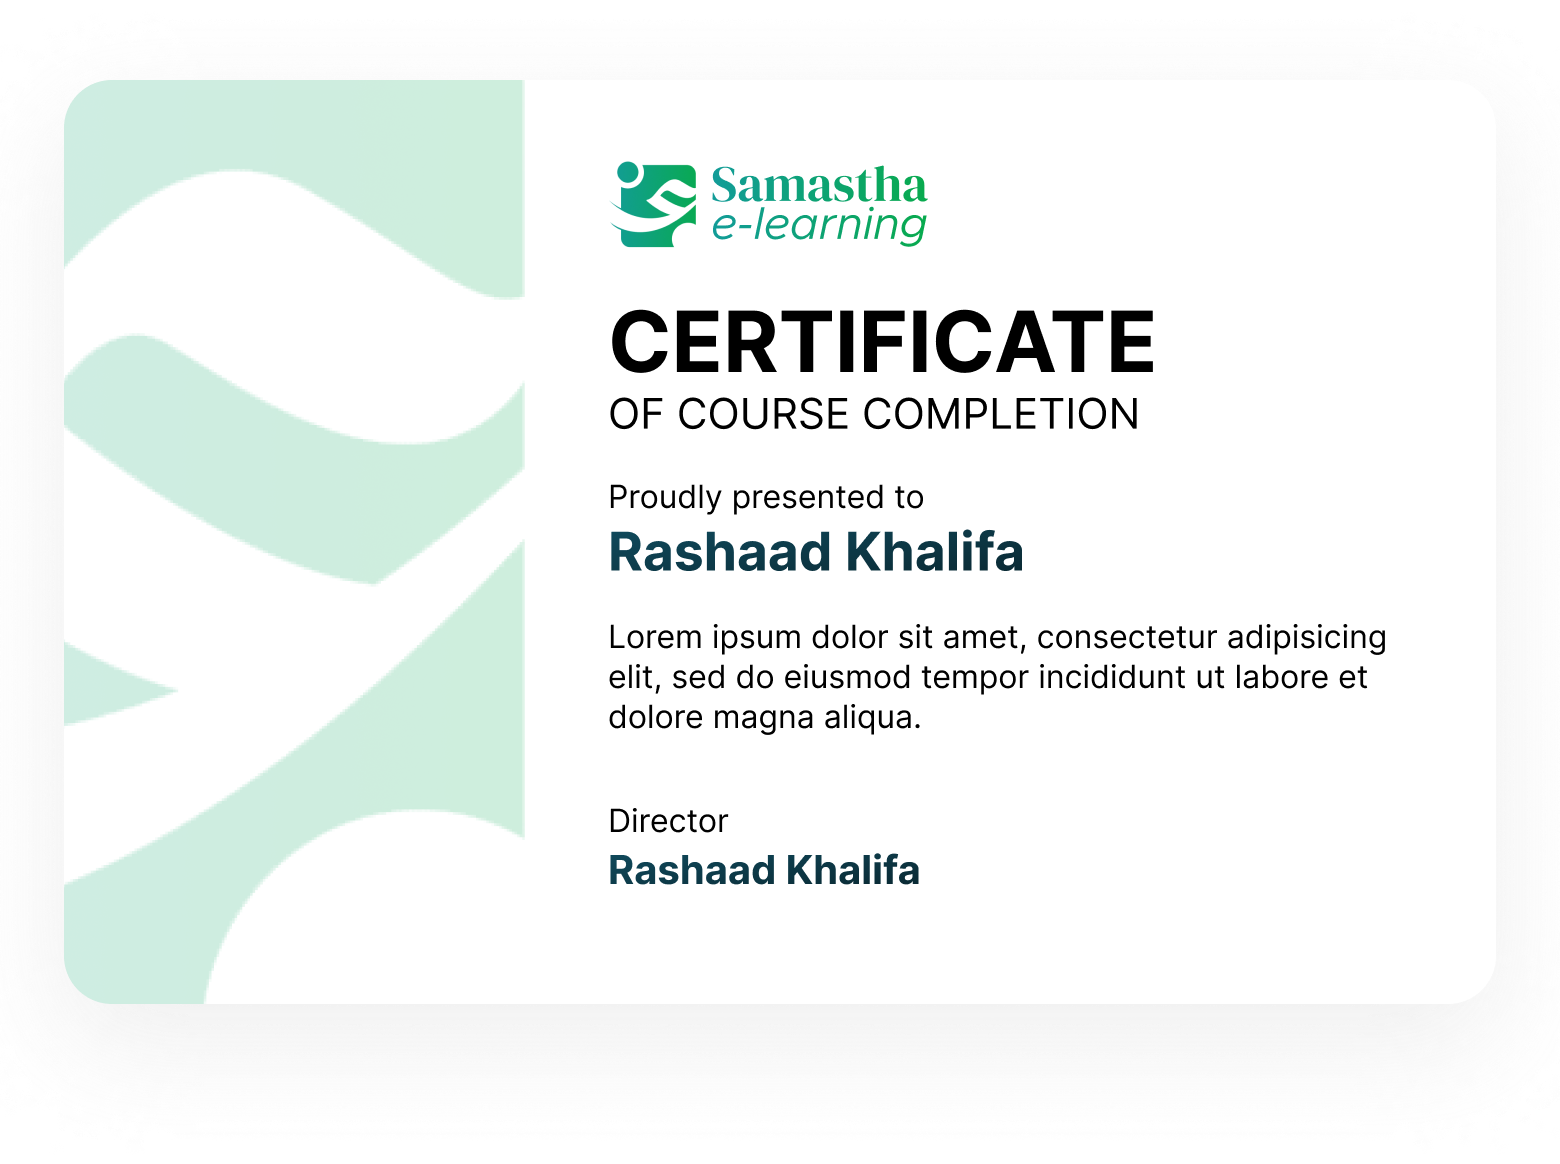 Samastha
e-learning
CERTIFICATE
OF COURSE COMPLETION
Proudly presented to
Rashaad Khalifa
Lorem ipsum dolor sit amet, consectetur adipisicing
elit, sed do eiusmod tempor incididunt ut labore et
dolore magna aliqua.
Director
Rashaad Khalifa